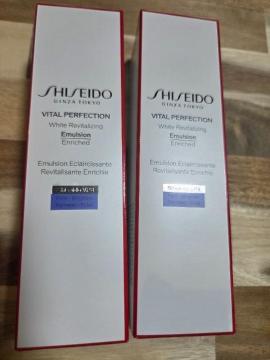 SHISEIDO
GINZA TOKYO
VITAL PERFECTION
White Revitalizing
Emulsion
Enriched
Emulsion Eclaircissante
Revitalisante Enrichie
SHISEIDO
GINZA TOKYO
VITAL PERFECTION
White Revitalizing
Emulsion
Enriched
Emulsion Eclaircissante
Revitalisante Enrichie